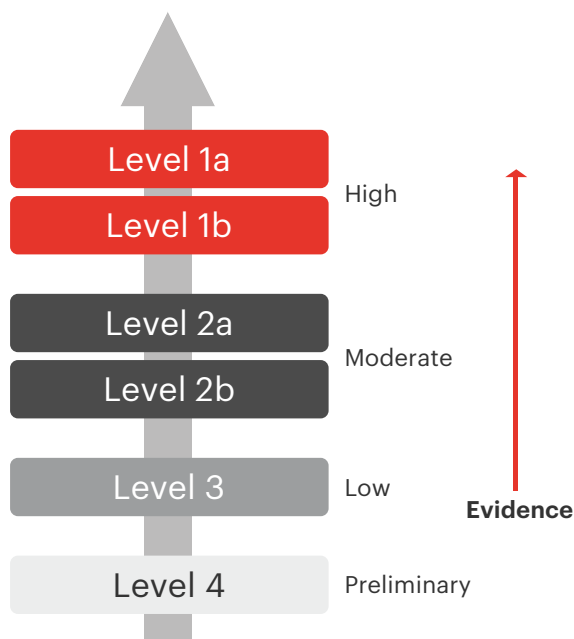 Level 1a
Level 1b
High
Level 2a
Level 2b
Moderate
Level 3
Low
Evidence
Level 4
Preliminary